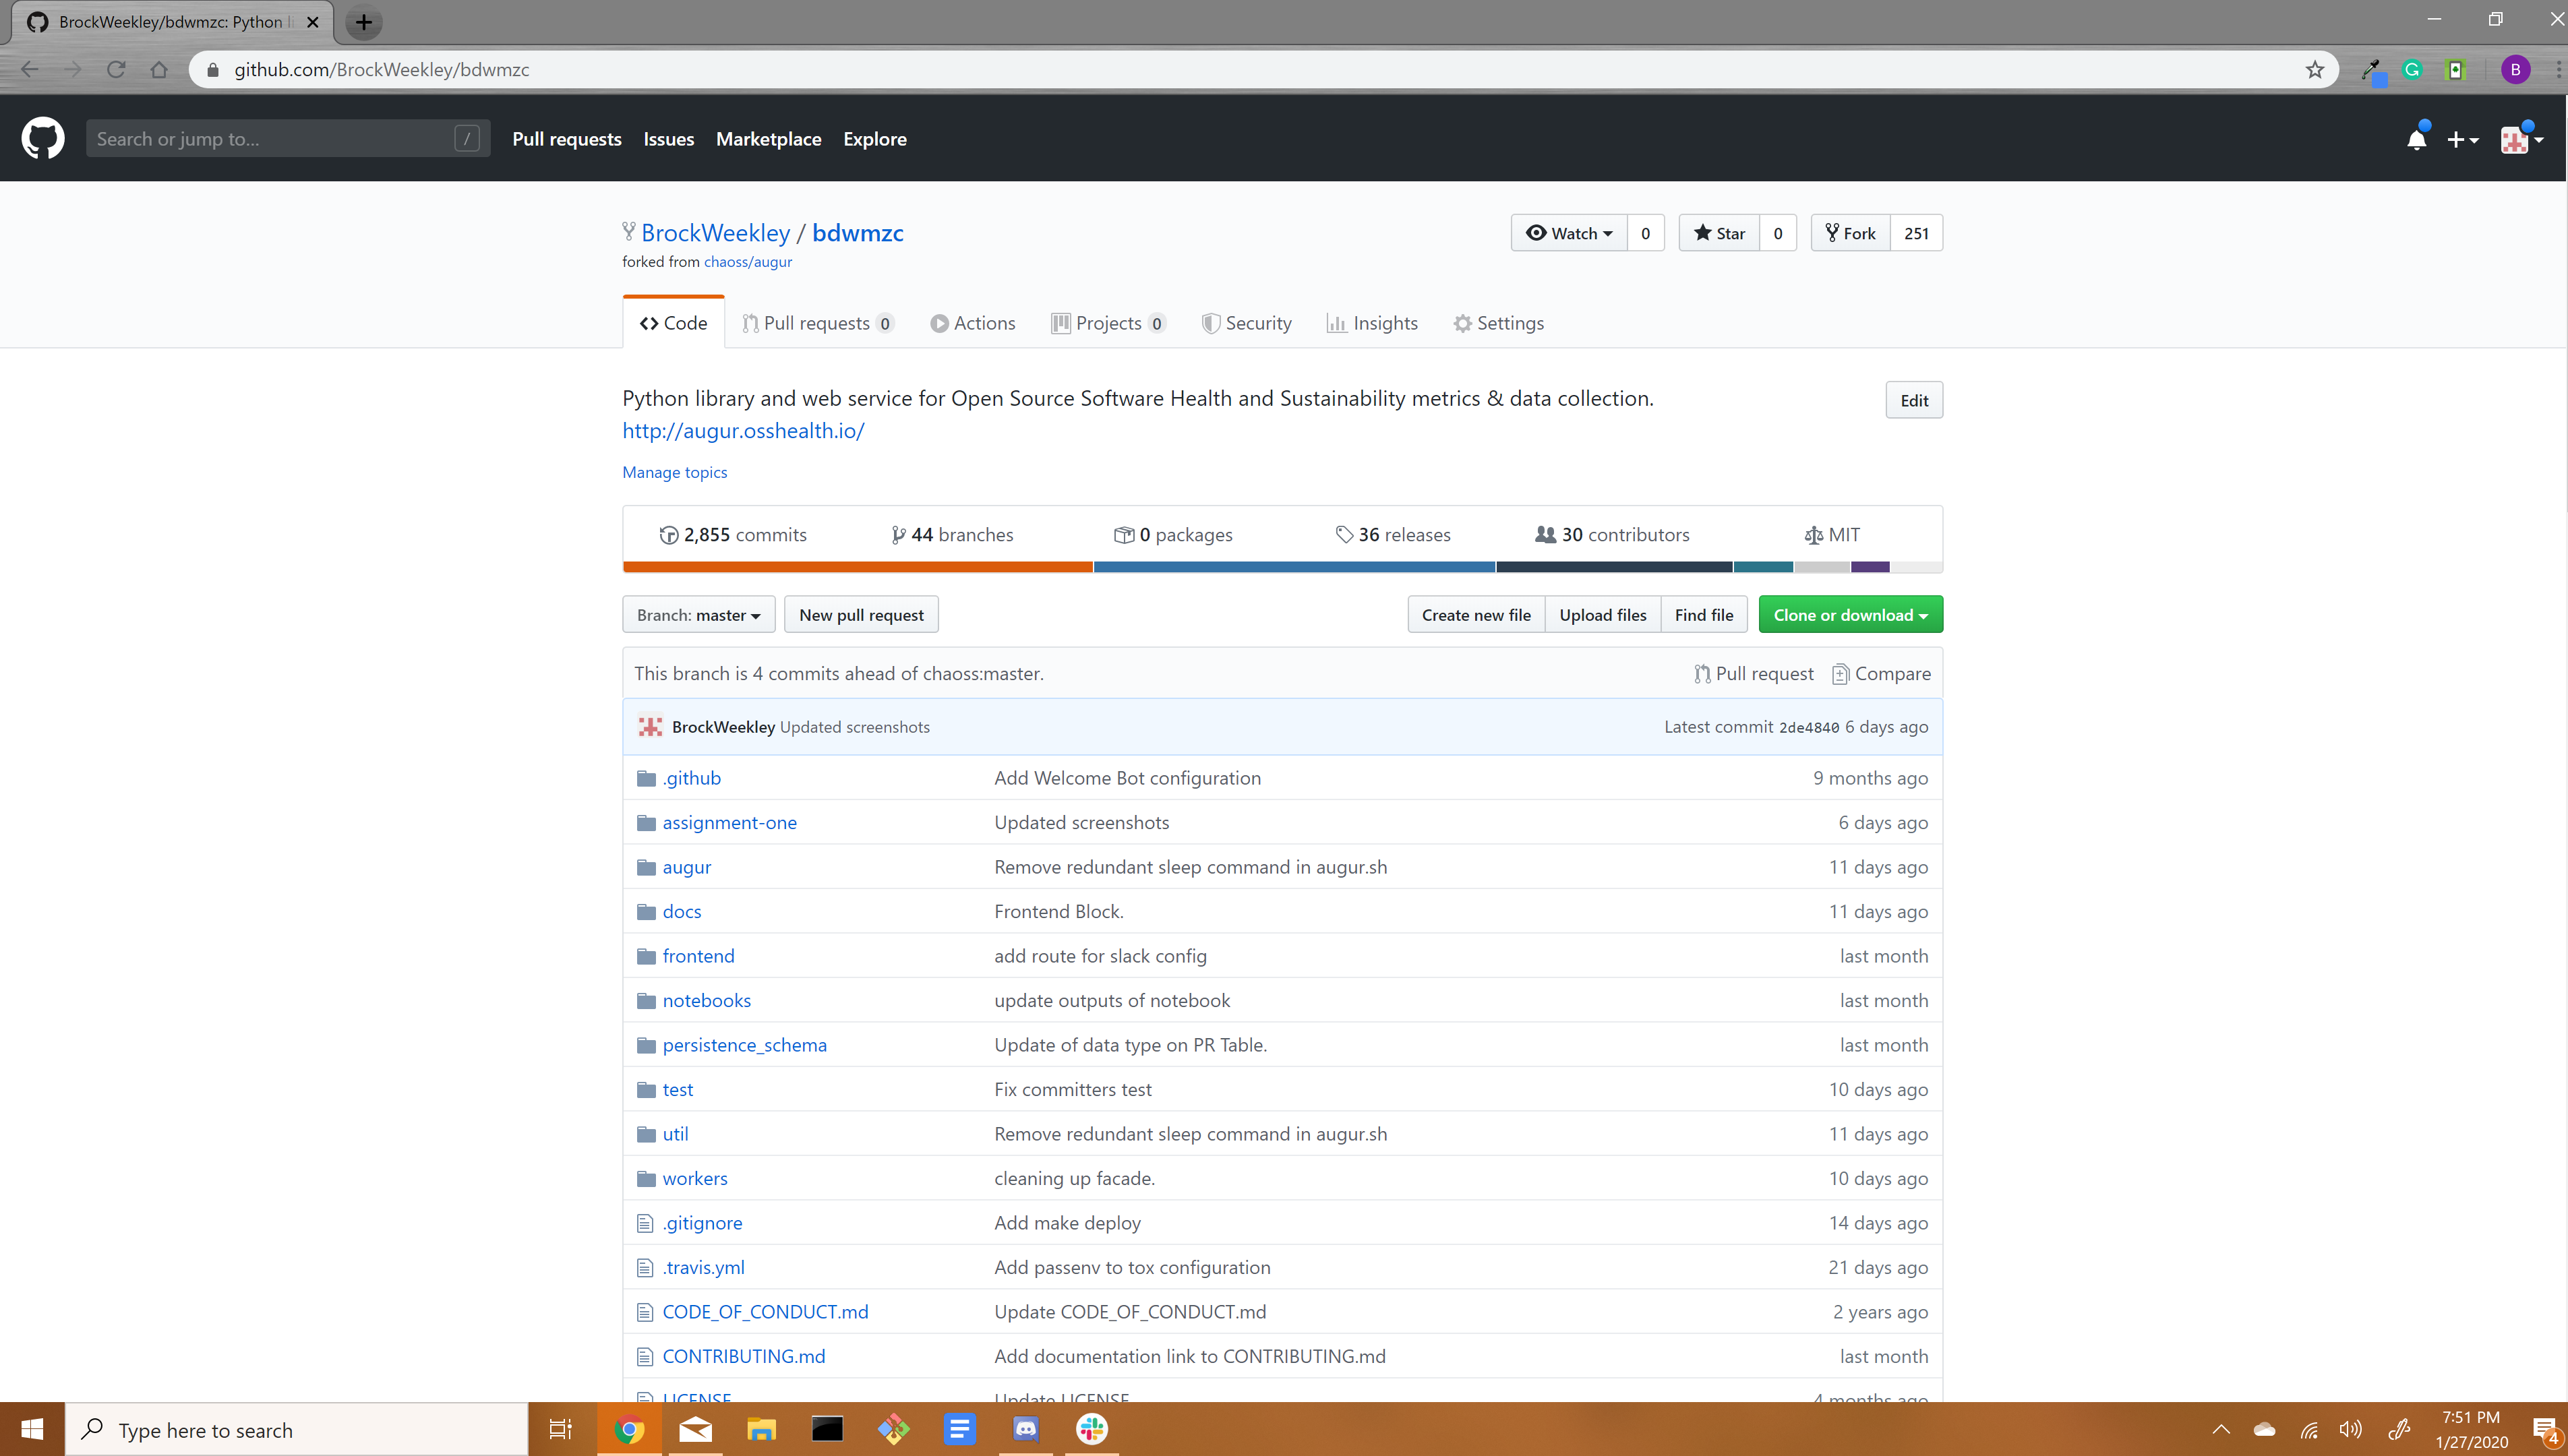 BrockWeekley/bdwmzc: Python li
github.com/BrockWeekley/bdwmzc
B
Search or jump to... /
Pull requests Issues Marketplace Explore
BrockWeekley / bdwmzc
Watch 0 Star 0 Fork 251
forked from chaoss/augur
Code Pull requests 0 Actions Projects 0 Security Insights Settings
Python library and web service for Open Source Software Health and Sustainability metrics & data collection.
Edit
http://augur.osshealth.io/
Manage topics
2,855 commits 44 branches 0 packages 36 releases 30 contributors MIT
Branch: master New pull request Create new file Upload files Find file Clone or download
This branch is 4 commits ahead of chaoss:master. Pull request Compare
BrockWeekley Updated screenshots Latest commit 2de4840 6 days ago
.github Add Welcome Bot configuration 9 months ago
assignment-one Updated screenshots 6 days ago
augur Remove redundant sleep command in augur.sh 11 days ago
docs Frontend Block. 11 days ago
frontend add route for slack config last month
notebooks update outputs of notebook last month
persistence_schema Update of data type on PR Table. last month
test Fix committers test 10 days ago
util Remove redundant sleep command in augur.sh 11 days ago
workers cleaning up facade. 10 days ago
.gitignore Add make deploy 14 days ago
.travis.yml Add passenv to tox configuration 21 days ago
CODE_OF_CONDUCT.md Update CODE_OF_CONDUCT.md 2 years ago
CONTRIBUTING.md Add documentation link to CONTRIBUTING.md last month
LICENSE Update LICENSE 4 months ago
Type here to search
7:51 PM
1/27/2020
4